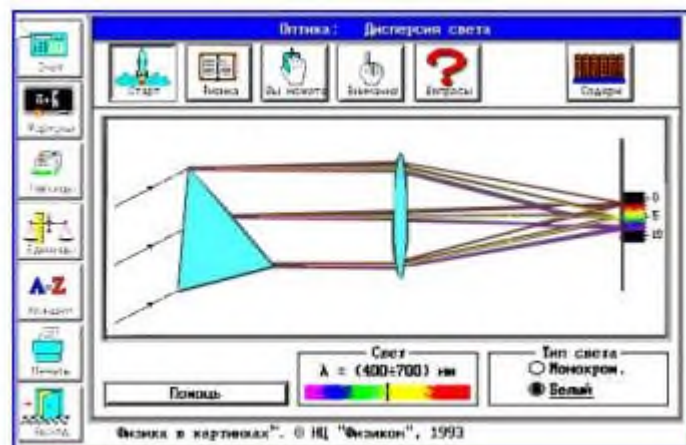 Оптика: Дисперсия света
Старт
Физика
Вы можете
Внимание
Вопросы
Содерж
A-Z
0
5
10
Помощь
Свет
λ = (400÷700) нм
Тип света
Монохром.
Белый
"Физика в картинках". © НЦ "Физикон", 1993